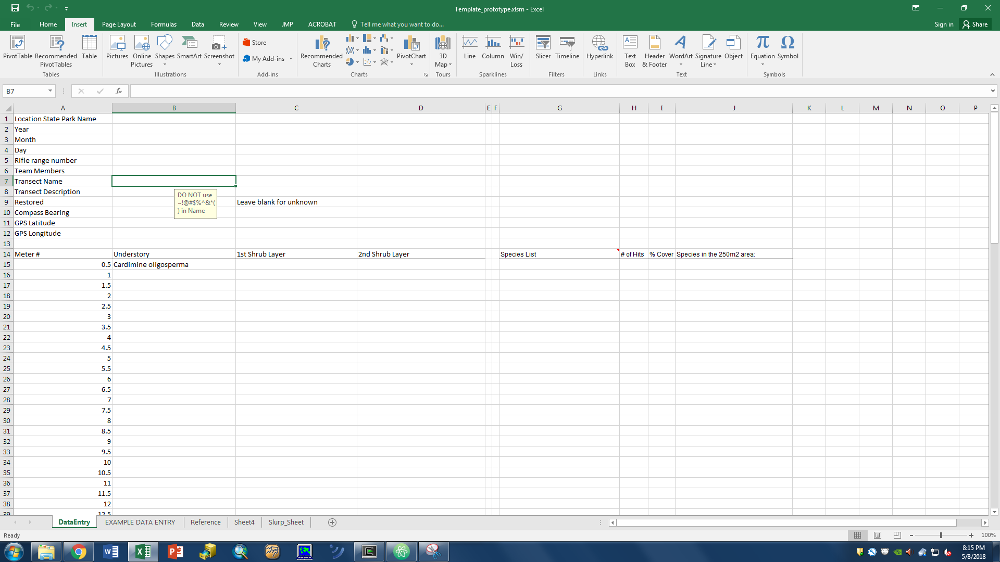 Template_prototype.xlsm - Excel
File Home Insert Page Layout Formulas Data Review View JMP ACROBAT Tell me what you want to do... Sign in Share
PivotTable Recommended PivotTables Table
Tables
Pictures Online Pictures Shapes SmartArt Screenshot
Illustrations
Store
My Add-ins
Add-ins
Recommended Charts PivotChart
Charts
3D Map
Tours
Line Column Win/Loss
Sparklines
Slicer Timeline
Filters
Hyperlink
Links
Text Box Header & Footer WordArt Signature Line Object
Text
Equation Symbol
Symbols
B7 fx
A B C D E F G H I J K L M N O P
1 Location State Park Name
2 Year
3 Month
4 Day
5 Rifle range number
6 Team Members
7 Transect Name
8 Transect Description
9 Restored Leave blank for unknown
10 Compass Bearing
11 GPS Latitude
12 GPS Longitude
DO NOT use
~!@#$%^&*(
) in Name
13
14 Meter # Understory 1st Shrub Layer 2nd Shrub Layer Species List # of Hits % Cover Species in the 250m2 area:
15 0.5 Cardimine oligosperma
16 1
17 1.5
18 2
19 2.5
20 3
21 3.5
22 4
23 4.5
24 5
25 5.5
26 6
27 6.5
28 7
29 7.5
30 8
31 8.5
32 9
33 9.5
34 10
35 10.5
36 11
37 11.5
38 12
39 12.5
DataEntry EXAMPLE DATA ENTRY Reference Sheet4 Slurp_Sheet
Ready 100%
8:15 PM
5/8/2018